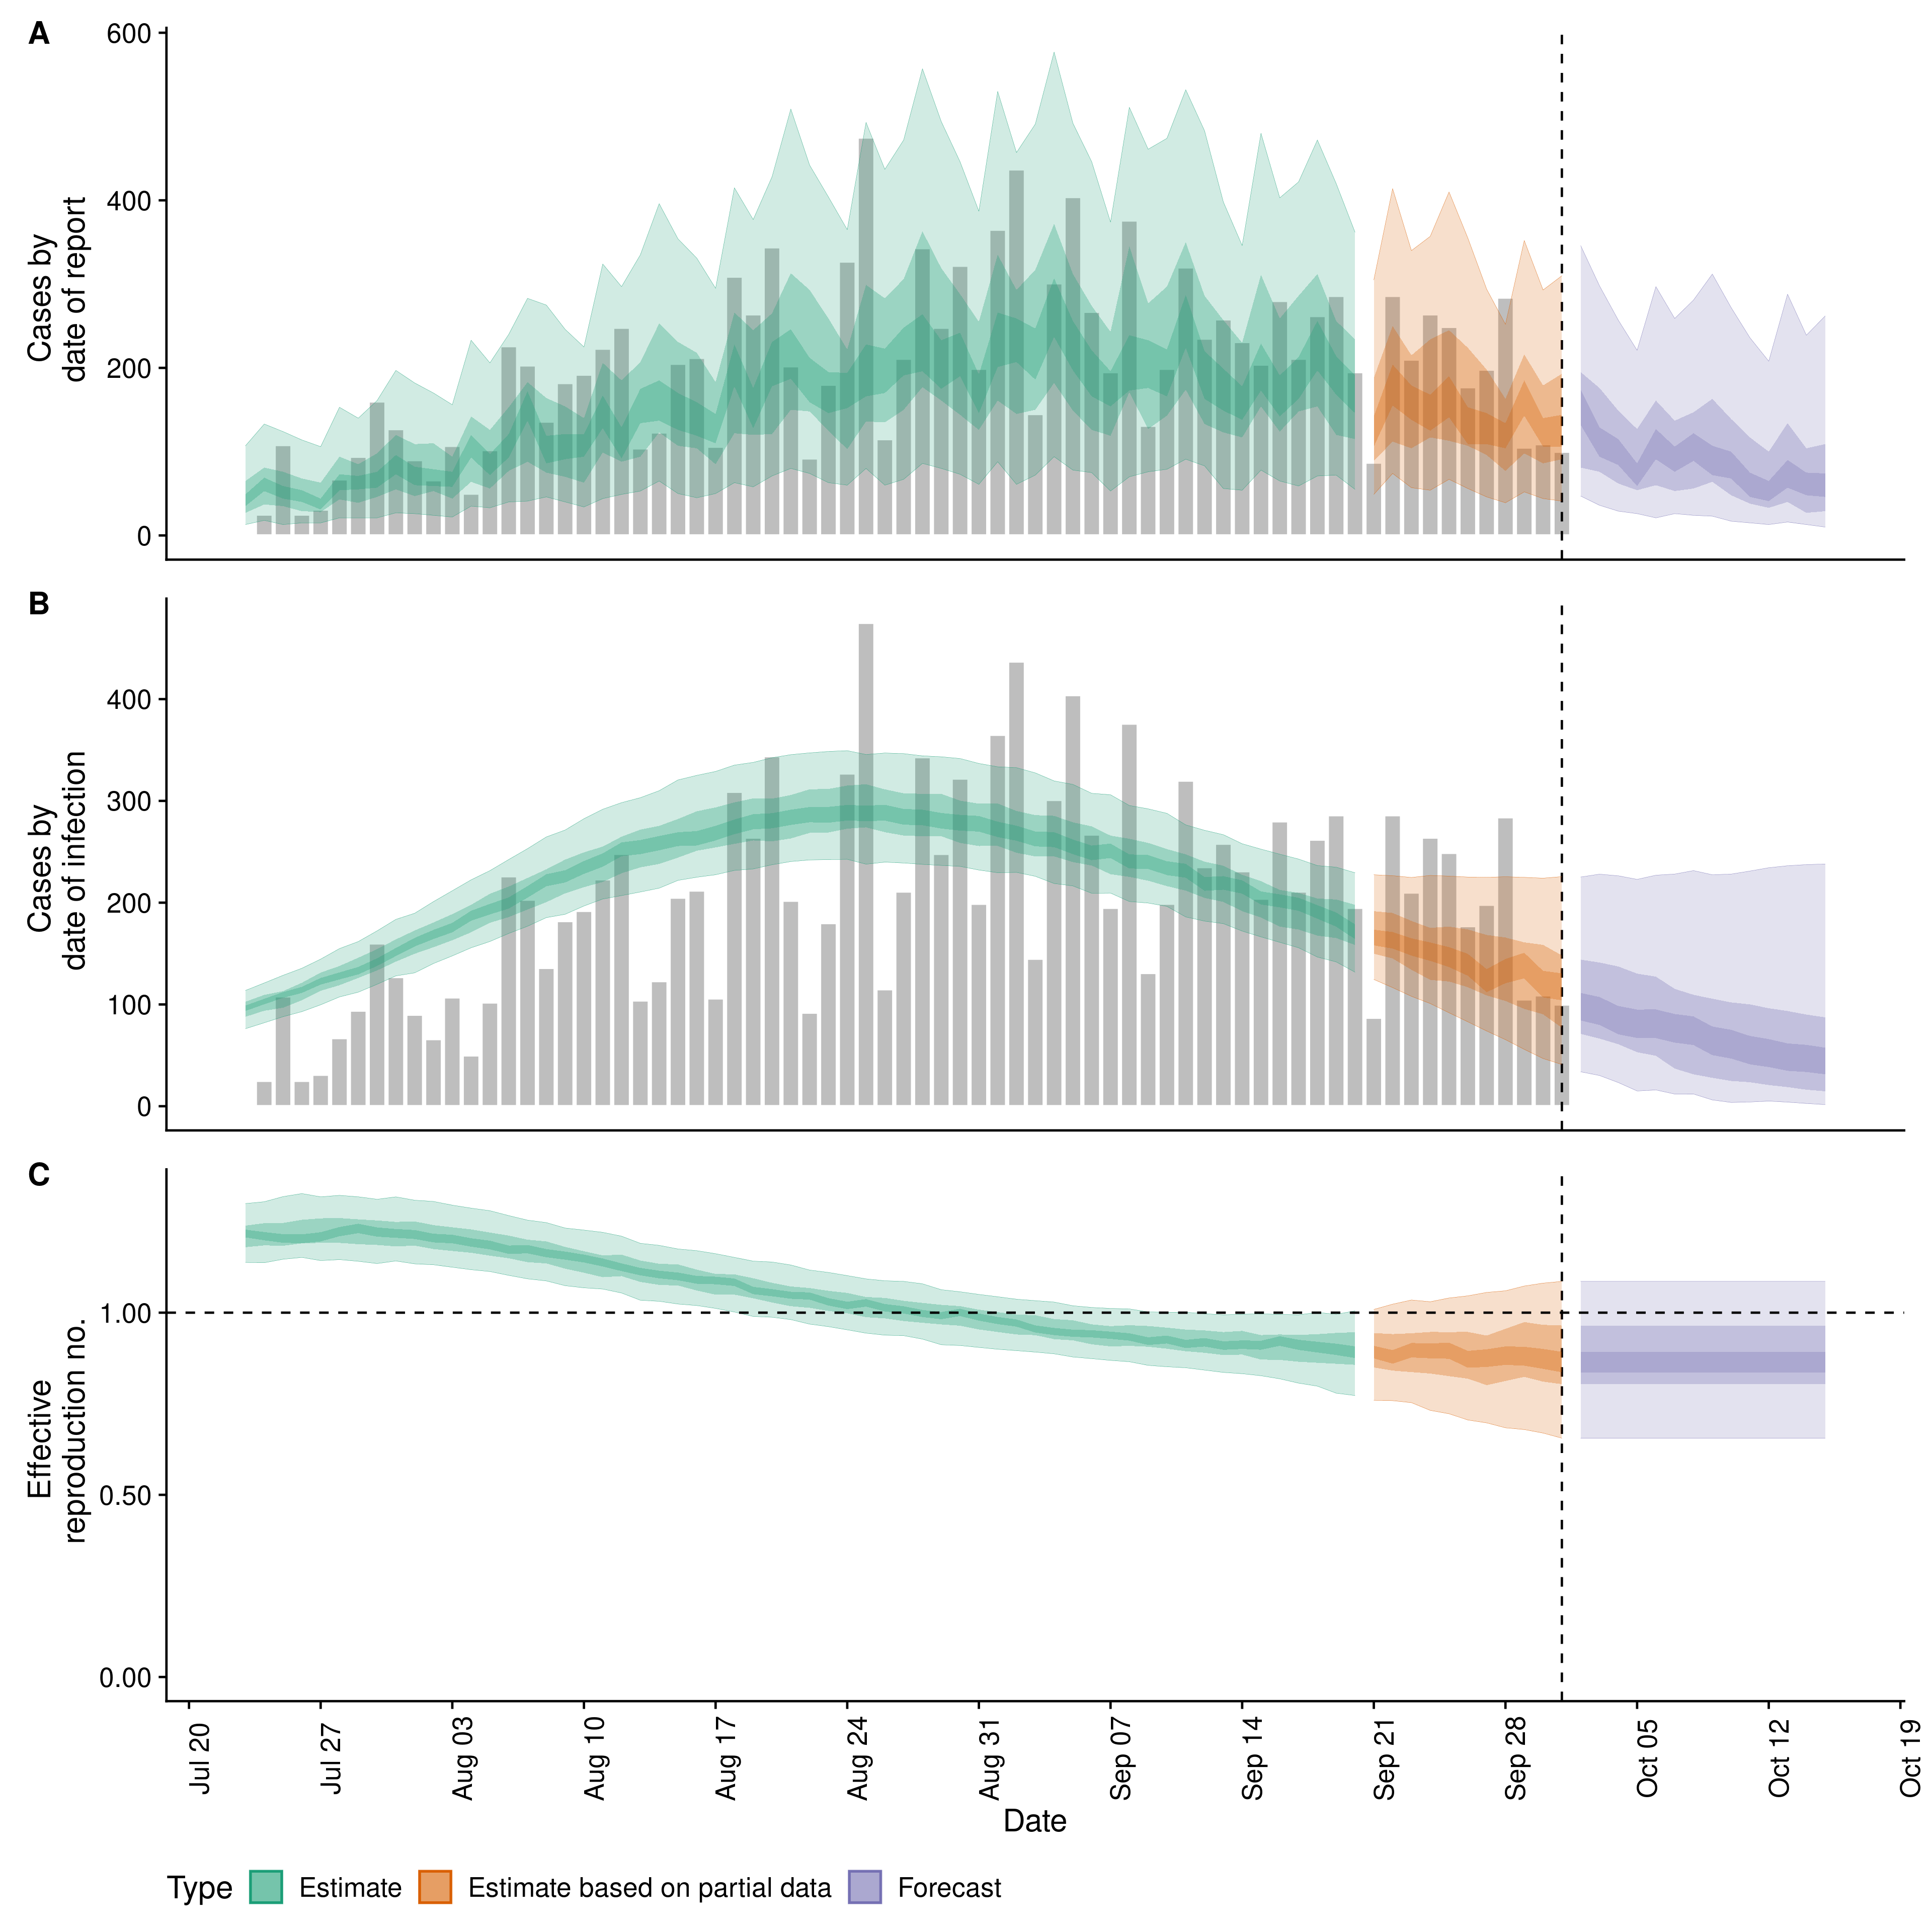 A
Cases by
date of report
600
400
200
0
B
Cases by
date of infection
400
300
200
100
0
C
Effective
reproduction no.
1.00
0.50
0.00
Jul 20
Jul 27
Aug 03
Aug 10
Aug 17
Aug 24
Aug 31
Sep 07
Sep 14
Sep 21
Sep 28
Oct 05
Oct 12
Oct 19
Date
Type Estimate Estimate based on partial data Forecast